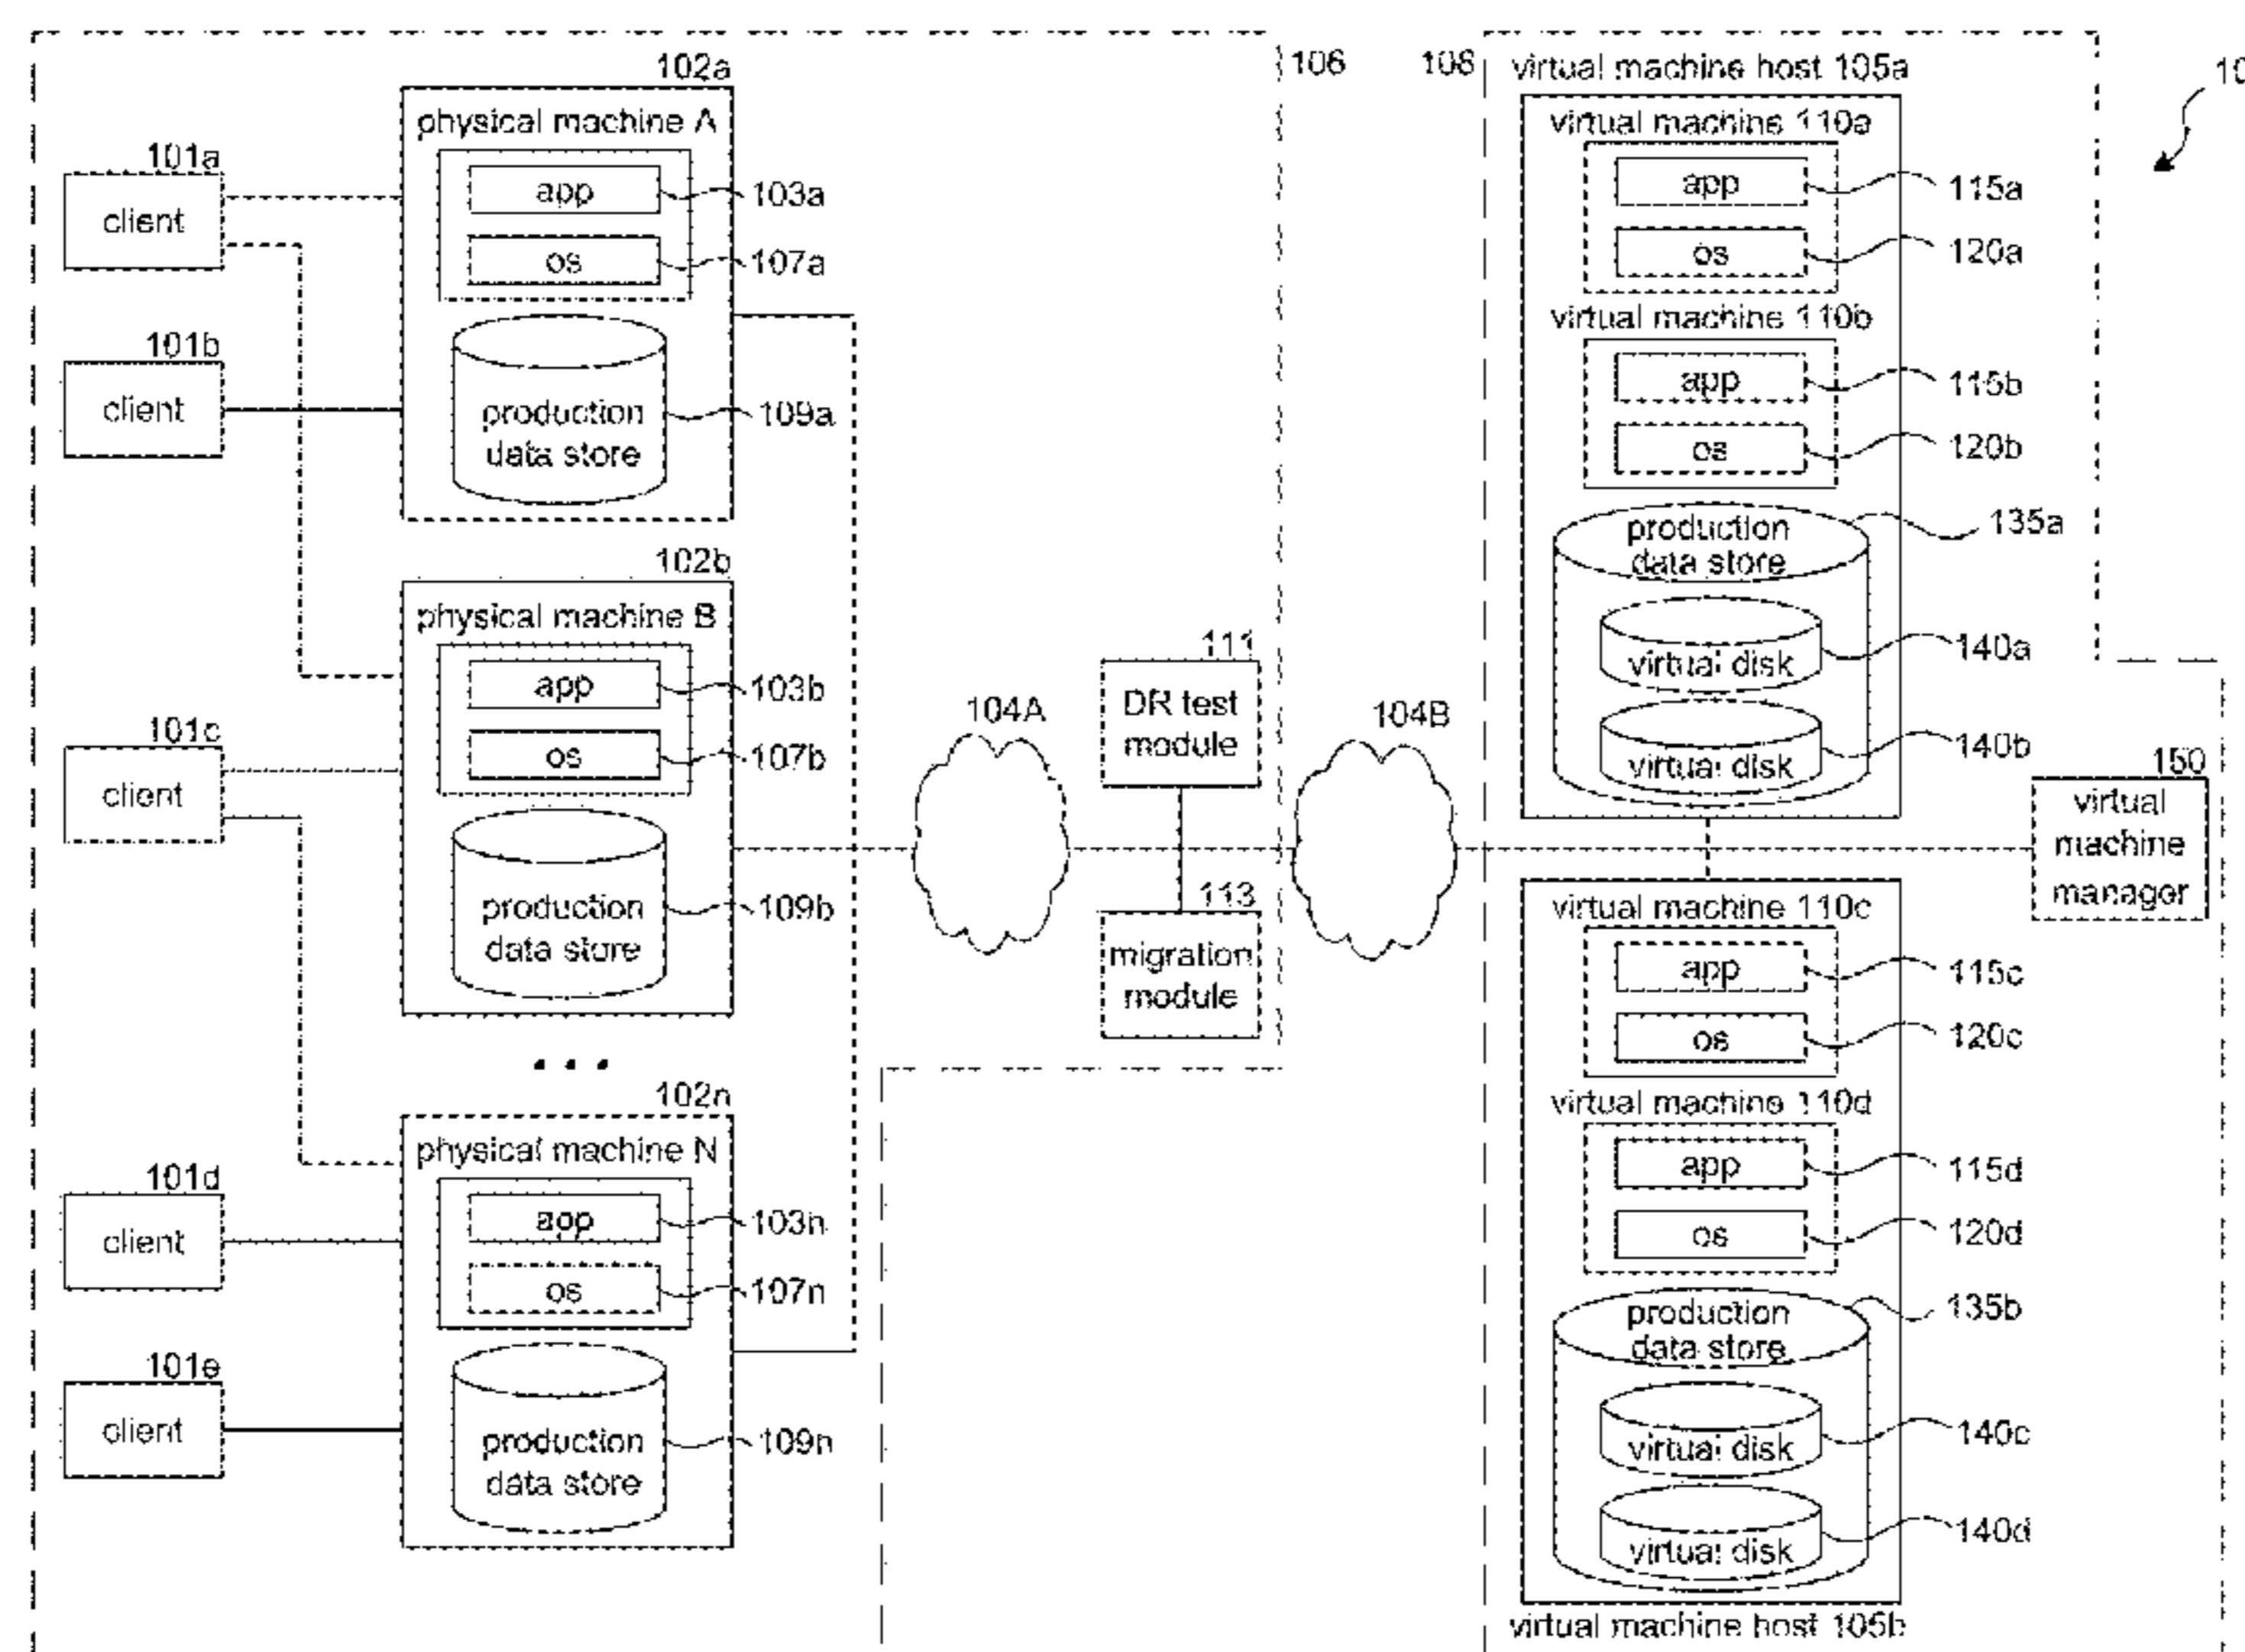 102a
106
108
virtual machine host 105a
10
physical machine A
virtual machine 110a
101a
client
app
103a
app
115a
os
107a
os
120a
virtual machine 110b
101b
client
app
115b
production
data store
109a
os
120b
production
data store
135a
102b
physical machine B
virtual disk
140a
111
DR test
module
app
103b
104A
104B
101c
client
os
107b
virtual disk
140b
150
virtual
machine
manager
production
data store
109b
113
migration
module
virtual machine 110c
app
115c
os
120c
...
102n
physical machine N
virtual machine 110d
101d
client
app
103n
app
115d
os
107n
os
120d
production
data store
135b
101e
client
production
data store
109n
virtual disk
140c
virtual disk
140d
virtual machine host 105b